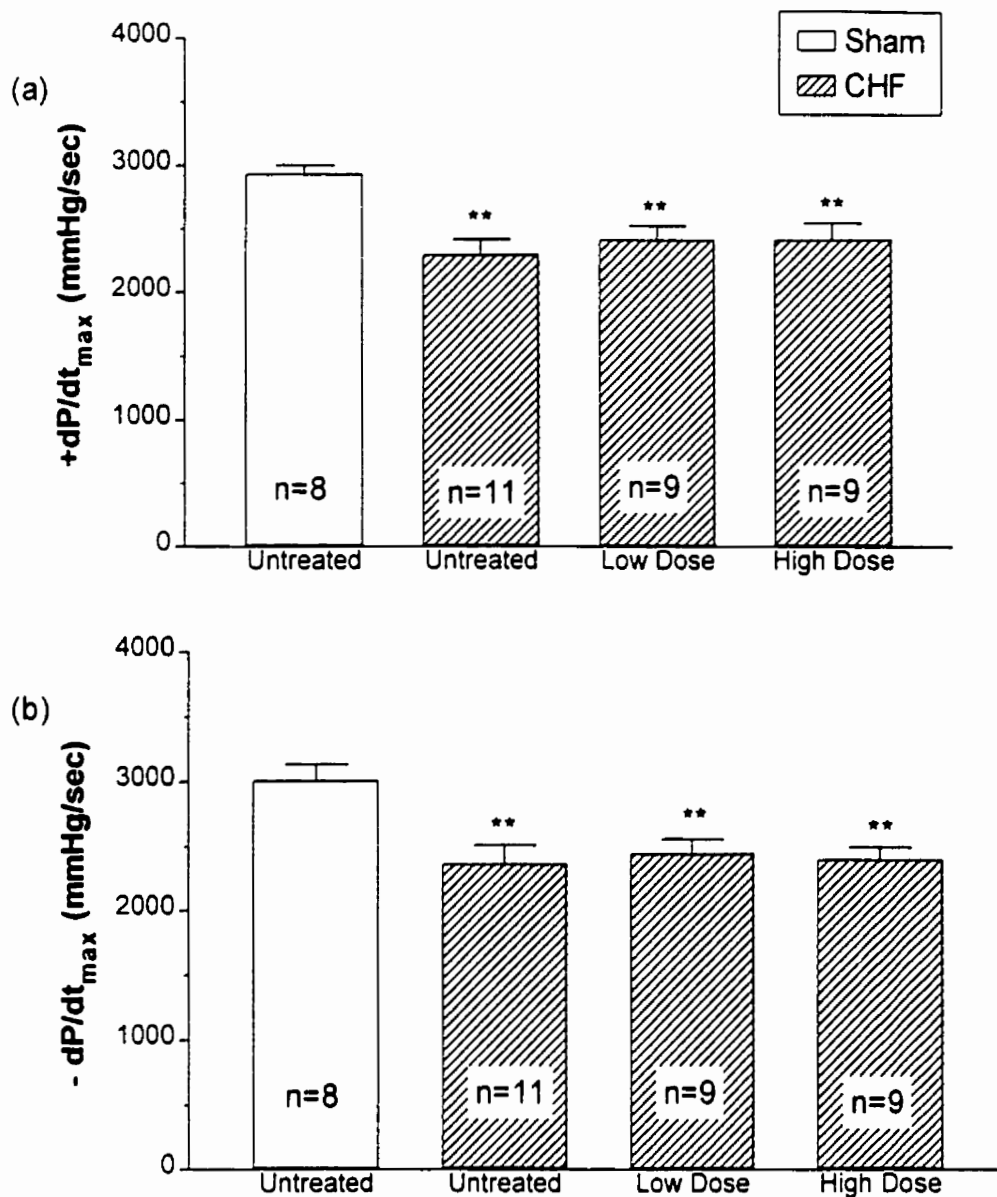 Sham
CHF
(a)
+dP/dt_max (mmHg/sec)
4000
3000
2000
1000
0
**
**
**
n=8
n=11
n=9
n=9
Untreated
Untreated
Low Dose
High Dose
(b)
- dP/dt_max (mmHg/sec)
4000
3000
2000
1000
0
**
**
**
n=8
n=11
n=9
n=9
Untreated
Untreated
Low Dose
High Dose